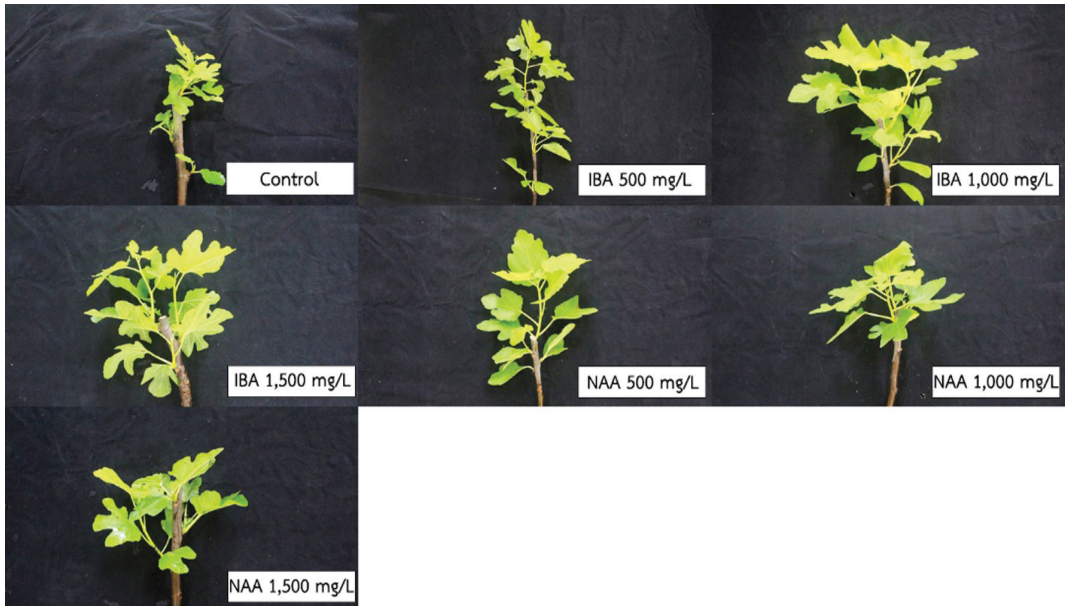 Control
IBA 500 mg/L
IBA 1,000 mg/L
IBA 1,500 mg/L
NAA 500 mg/L
NAA 1,000 mg/L
NAA 1,500 mg/L